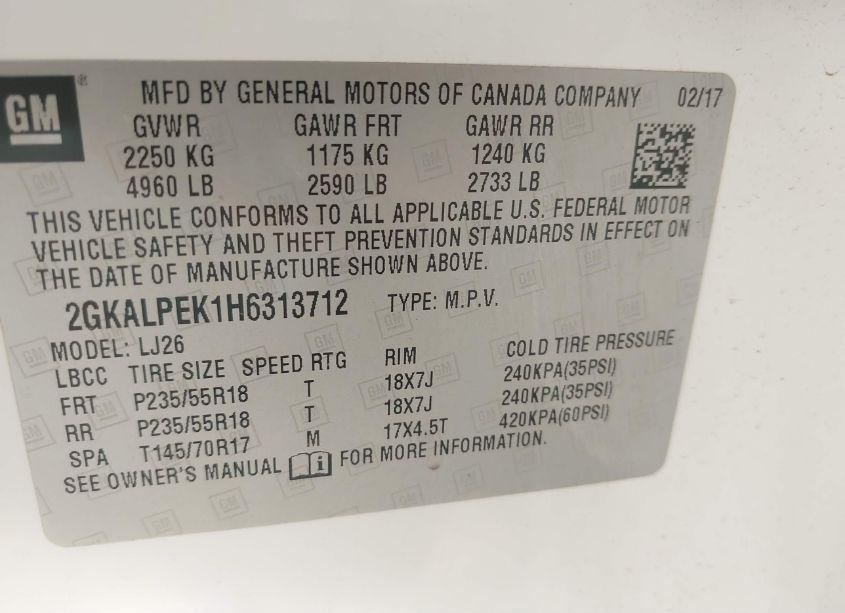 GM ®
MFD BY GENERAL MOTORS OF CANADA COMPANY 02/17
GVWR GAWR FRT GAWR RR
2250 KG 1175 KG 1240 KG
4960 LB 2590 LB 2733 LB
THIS VEHICLE CONFORMS TO ALL APPLICABLE U.S. FEDERAL MOTOR
VEHICLE SAFETY AND THEFT PREVENTION STANDARDS IN EFFECT ON
THE DATE OF MANUFACTURE SHOWN ABOVE.
2GKALPEK1H6313712 TYPE: M.P.V.
MODEL: LJ26
LBCC TIRE SIZE SPEED RTG RIM COLD TIRE PRESSURE
FRT P235/55R18 T 18X7J 240KPA(35PSI)
RR P235/55R18 T 18X7J 240KPA(35PSI)
SPA T145/70R17 M 17X4.5T 420KPA(60PSI)
SEE OWNER'S MANUAL FOR MORE INFORMATION.